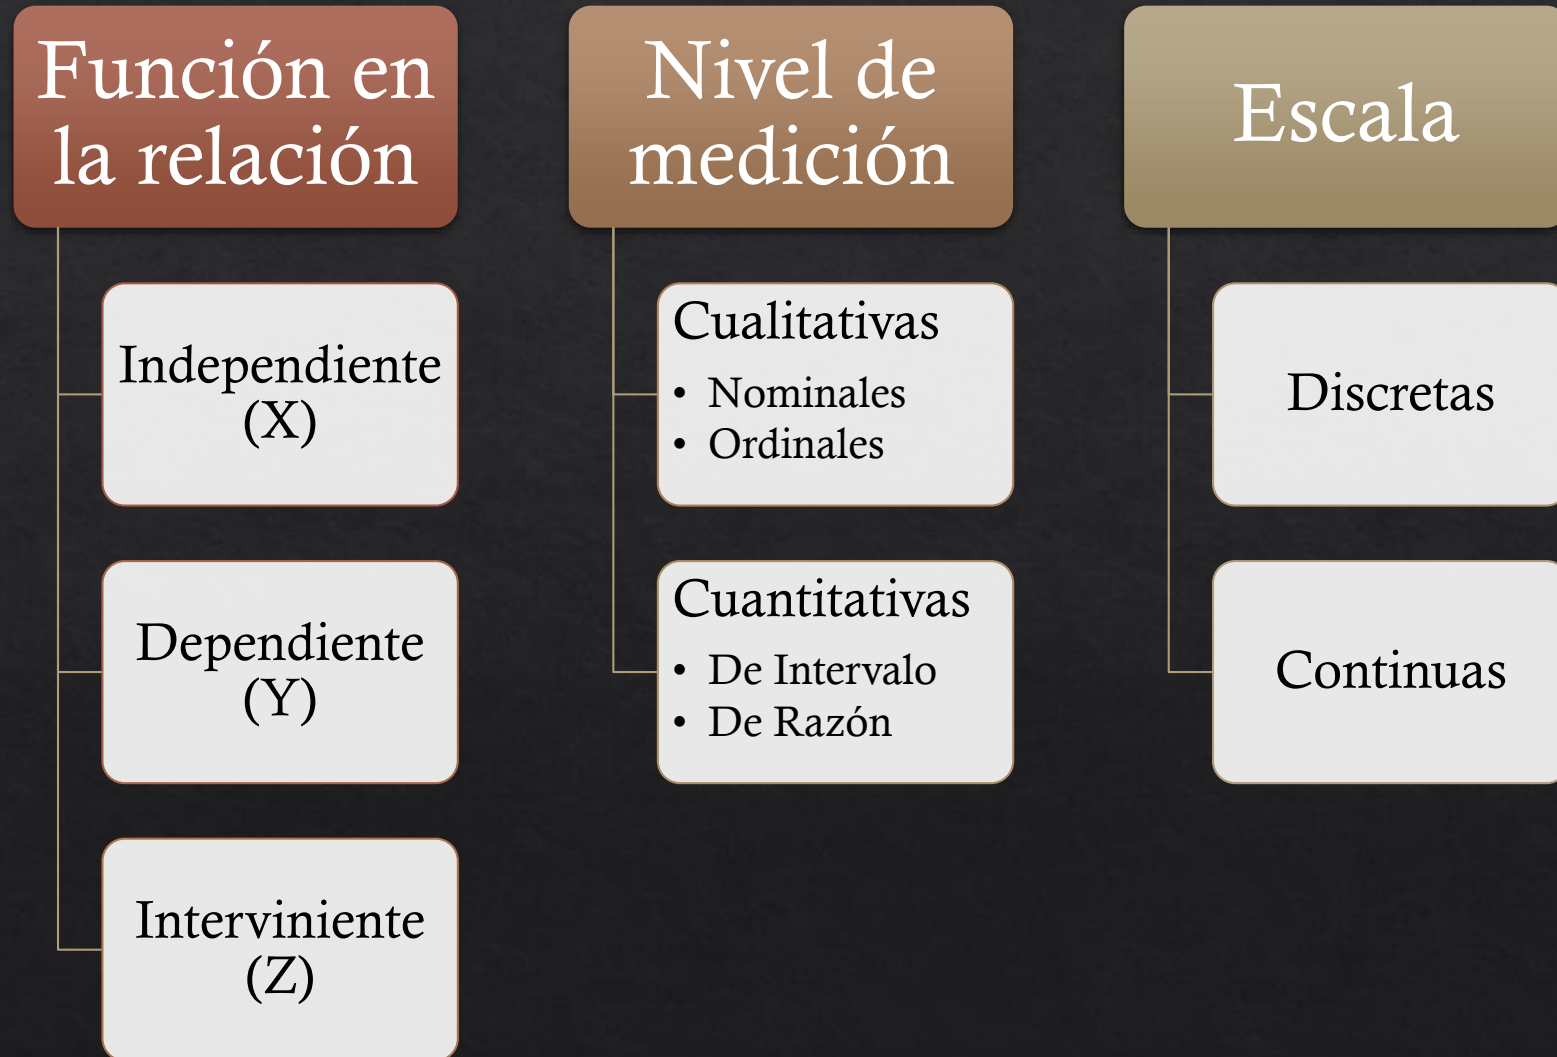 Función en
la relación
Independiente
(X)
Dependiente
(Y)
Interviniente
(Z)
Nivel de
medición
Cualitativas
• Nominales
• Ordinales
Cuantitativas
• De Intervalo
• De Razón
Escala
Discretas
Continuas